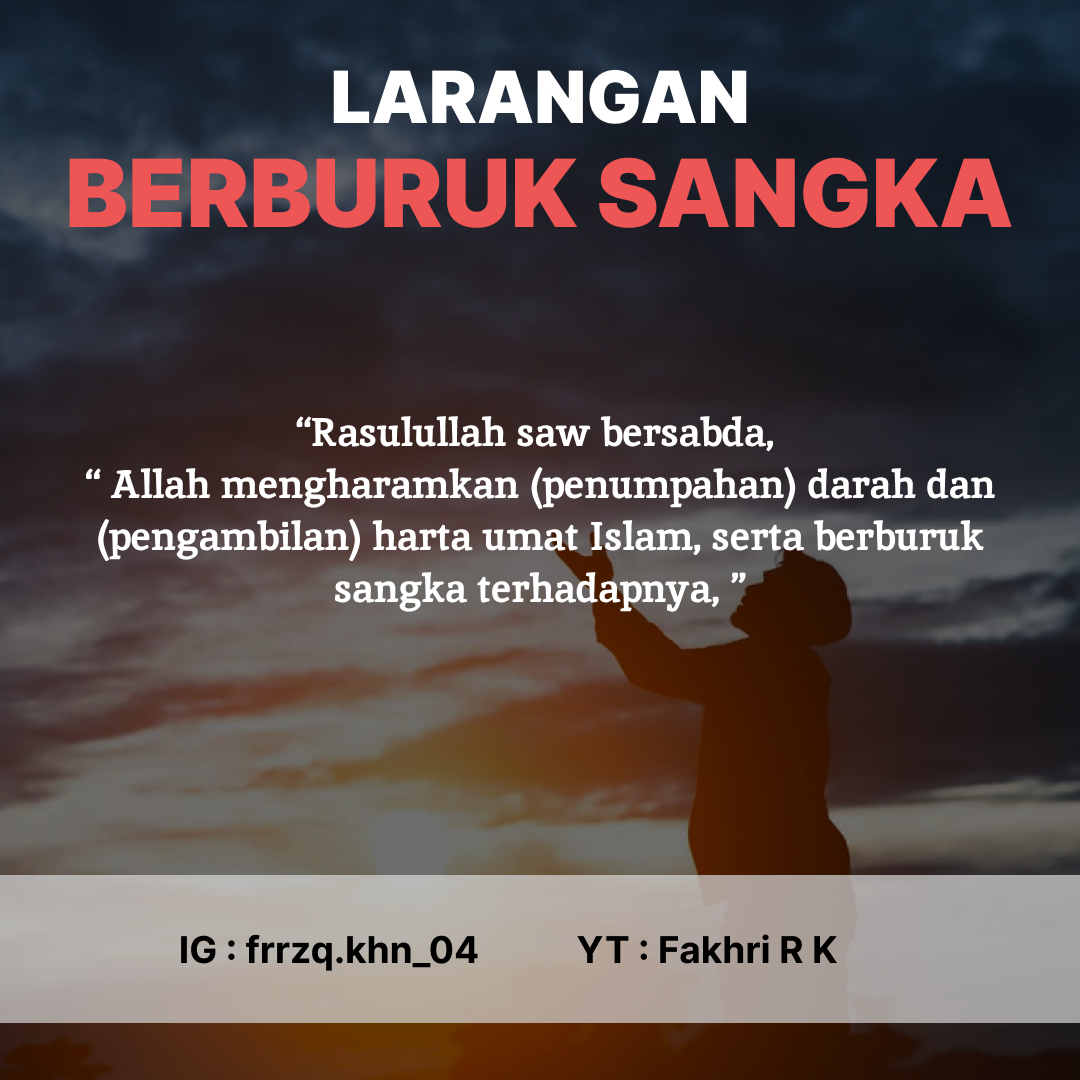 LARANGAN
BERBURUK SANGKA
“Rasulullah saw bersabda,
“ Allah mengharamkan (penumpahan) darah dan
(pengambilan) harta umat Islam, serta berburuk
sangka terhadapnya, ”
IG : frrzq.khn_04 YT : Fakhri R K